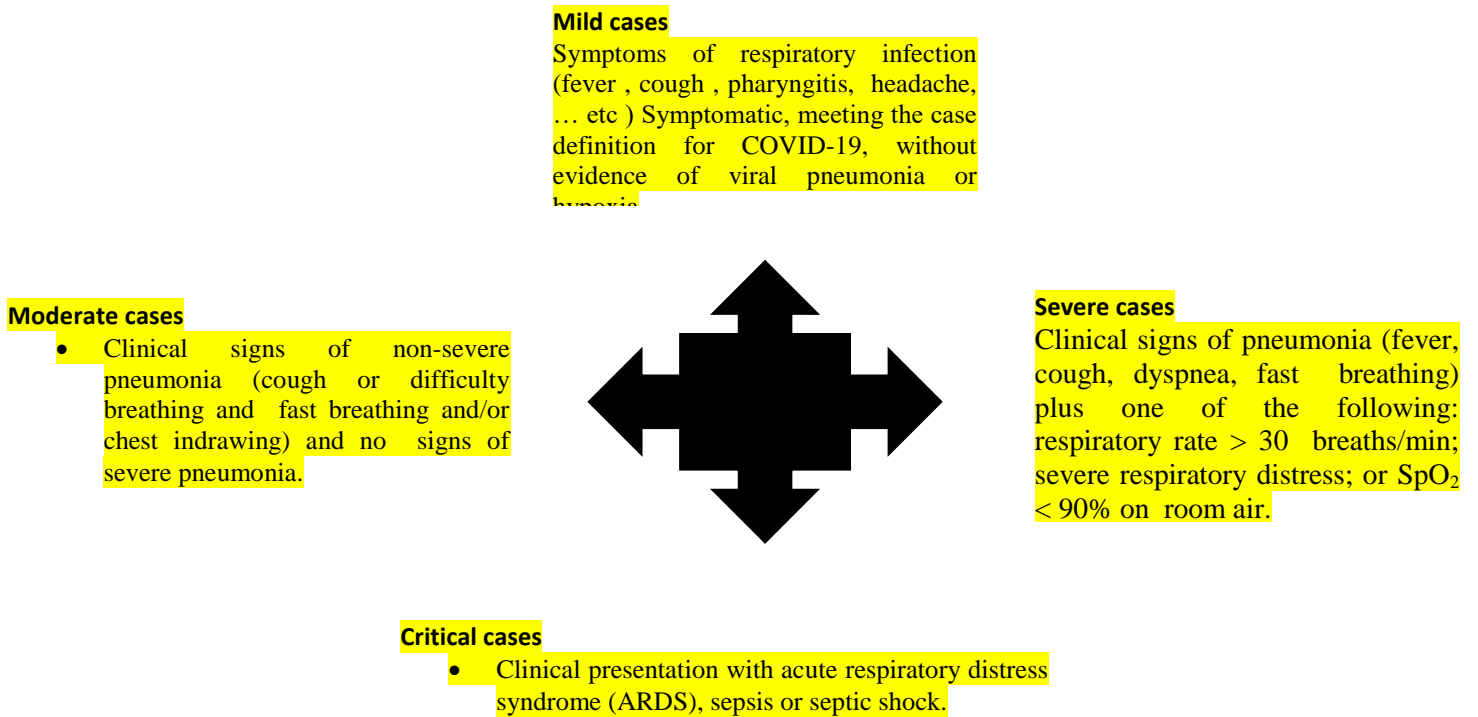 Mild cases
Symptoms of respiratory infection
(fever , cough , pharyngitis, headache,
… etc ) Symptomatic, meeting the case
definition for COVID-19, without
evidence of viral pneumonia or
hypoxia
Moderate cases
• Clinical signs of non-severe
pneumonia (cough or difficulty
breathing and fast breathing and/or
chest indrawing) and no signs of
severe pneumonia.
Severe cases
Clinical signs of pneumonia (fever,
cough, dyspnea, fast breathing)
plus one of the following:
respiratory rate > 30 breaths/min;
severe respiratory distress; or SpO₂
< 90% on room air.
Critical cases
• Clinical presentation with acute respiratory distress
syndrome (ARDS), sepsis or septic shock.